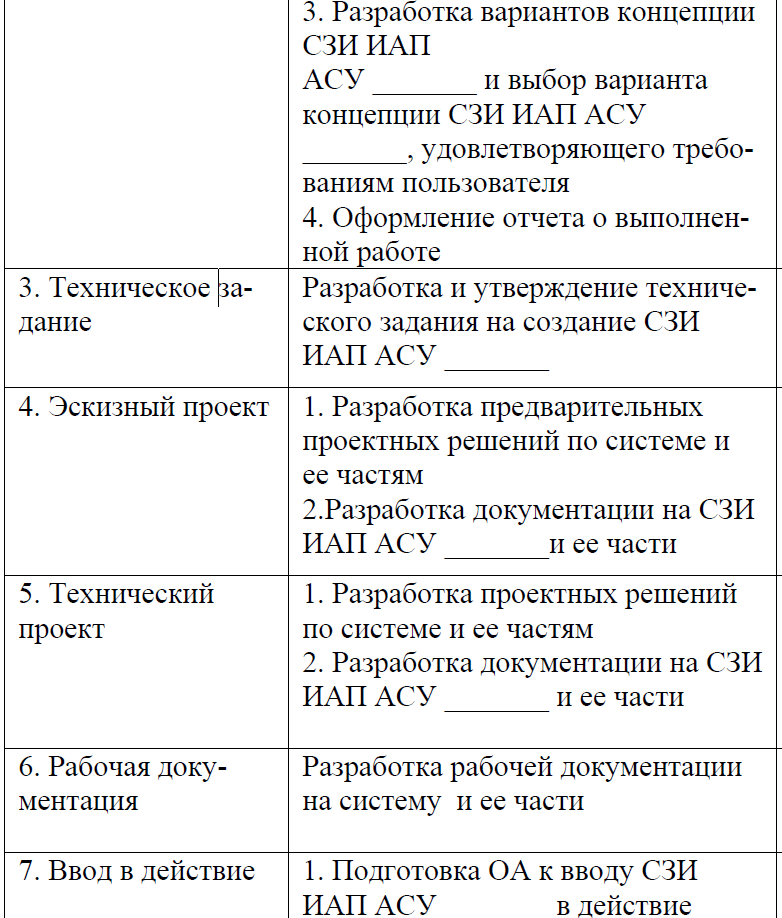 3. Разработка вариантов концепции
СЗИ ИАП
АСУ _______ и выбор варианта
концепции СЗИ ИАП АСУ
_______, удовлетворяющего требо-
ваниям пользователя
4. Оформление отчета о выполнен-
ной работе
3. Техническое за-
дание
Разработка и утверждение техниче-
ского задания на создание СЗИ
ИАП АСУ _______
4. Эскизный проект
1. Разработка предварительных
проектных решений по системе и
ее частям
2.Разработка документации на СЗИ
ИАП АСУ _______и ее части
5. Технический
проект
1. Разработка проектных решений
по системе и ее частям
2. Разработка документации на СЗИ
ИАП АСУ _______ и ее части
6. Рабочая доку-
ментация
Разработка рабочей документации
на систему  и ее части
7. Ввод в действие
1. Подготовка ОА к вводу СЗИ
ИАП АСУ _______ в действие